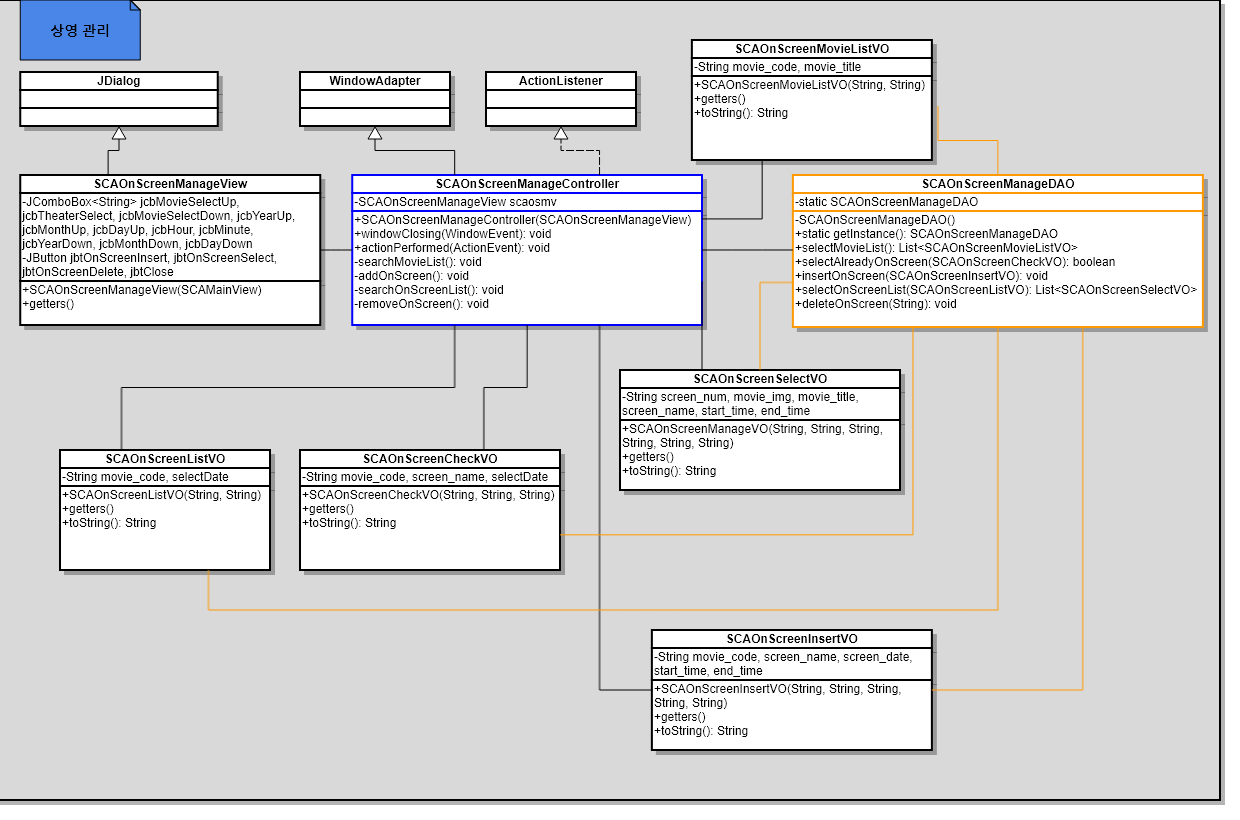 상영 관리
JDialog
WindowAdapter
ActionListener
SCAOnScreenMovieListVO
-String movie_code, movie_title
+SCAOnScreenMovieListVO(String, String)
+getters()
+toString(): String
SCAOnScreenManageView
-JComboBox<String> jcbMovieSelectUp,
jcbTheaterSelect, jcbMovieSelectDown, jcbYearUp,
jcbMonthUp, jcbDayUp, jcbHour, jcbMinute,
jcbYearDown, jcbMonthDown, jcbDayDown
-JButton jbtOnScreenInsert, jbtOnScreenSelect,
jbtOnScreenDelete, jbtClose
+SCAOnScreenManageView(SCAMainView)
+getters()
SCAOnScreenManageController
-SCAOnScreenManageView scaosmv
+SCAOnScreenManageController(SCAOnScreenManageView)
+windowClosing(WindowEvent): void
+actionPerformed(ActionEvent): void
-searchMovieList(): void
-addOnScreen(): void
-searchOnScreenList(): void
-removeOnScreen(): void
SCAOnScreenManageDAO
-static SCAOnScreenManageDAO
-SCAOnScreenManageDAO()
+static getInstance(): SCAOnScreenManageDAO
+selectMovieList(): List<SCAOnScreenMovieListVO>
+selectAlreadyOnScreen(SCAOnScreenCheckVO): boolean
+insertOnScreen(SCAOnScreenInsertVO): void
+selectOnScreenList(SCAOnScreenListVO): List<SCAOnScreenSelectVO>
+deleteOnScreen(String): void
SCAOnScreenSelectVO
-String screen_num, movie_img, movie_title,
screen_name, start_time, end_time
+SCAOnScreenManageVO(String, String, String,
String, String, String)
+getters()
+toString(): String
SCAOnScreenListVO
-String movie_code, selectDate
+SCAOnScreenListVO(String, String)
+getters()
+toString(): String
SCAOnScreenCheckVO
-String movie_code, screen_name, selectDate
+SCAOnScreenCheckVO(String, String, String)
+getters()
+toString(): String
SCAOnScreenInsertVO
-String movie_code, screen_name, screen_date,
start_time, end_time
+SCAOnScreenInsertVO(String, String, String,
String, String)
+getters()
+toString(): String